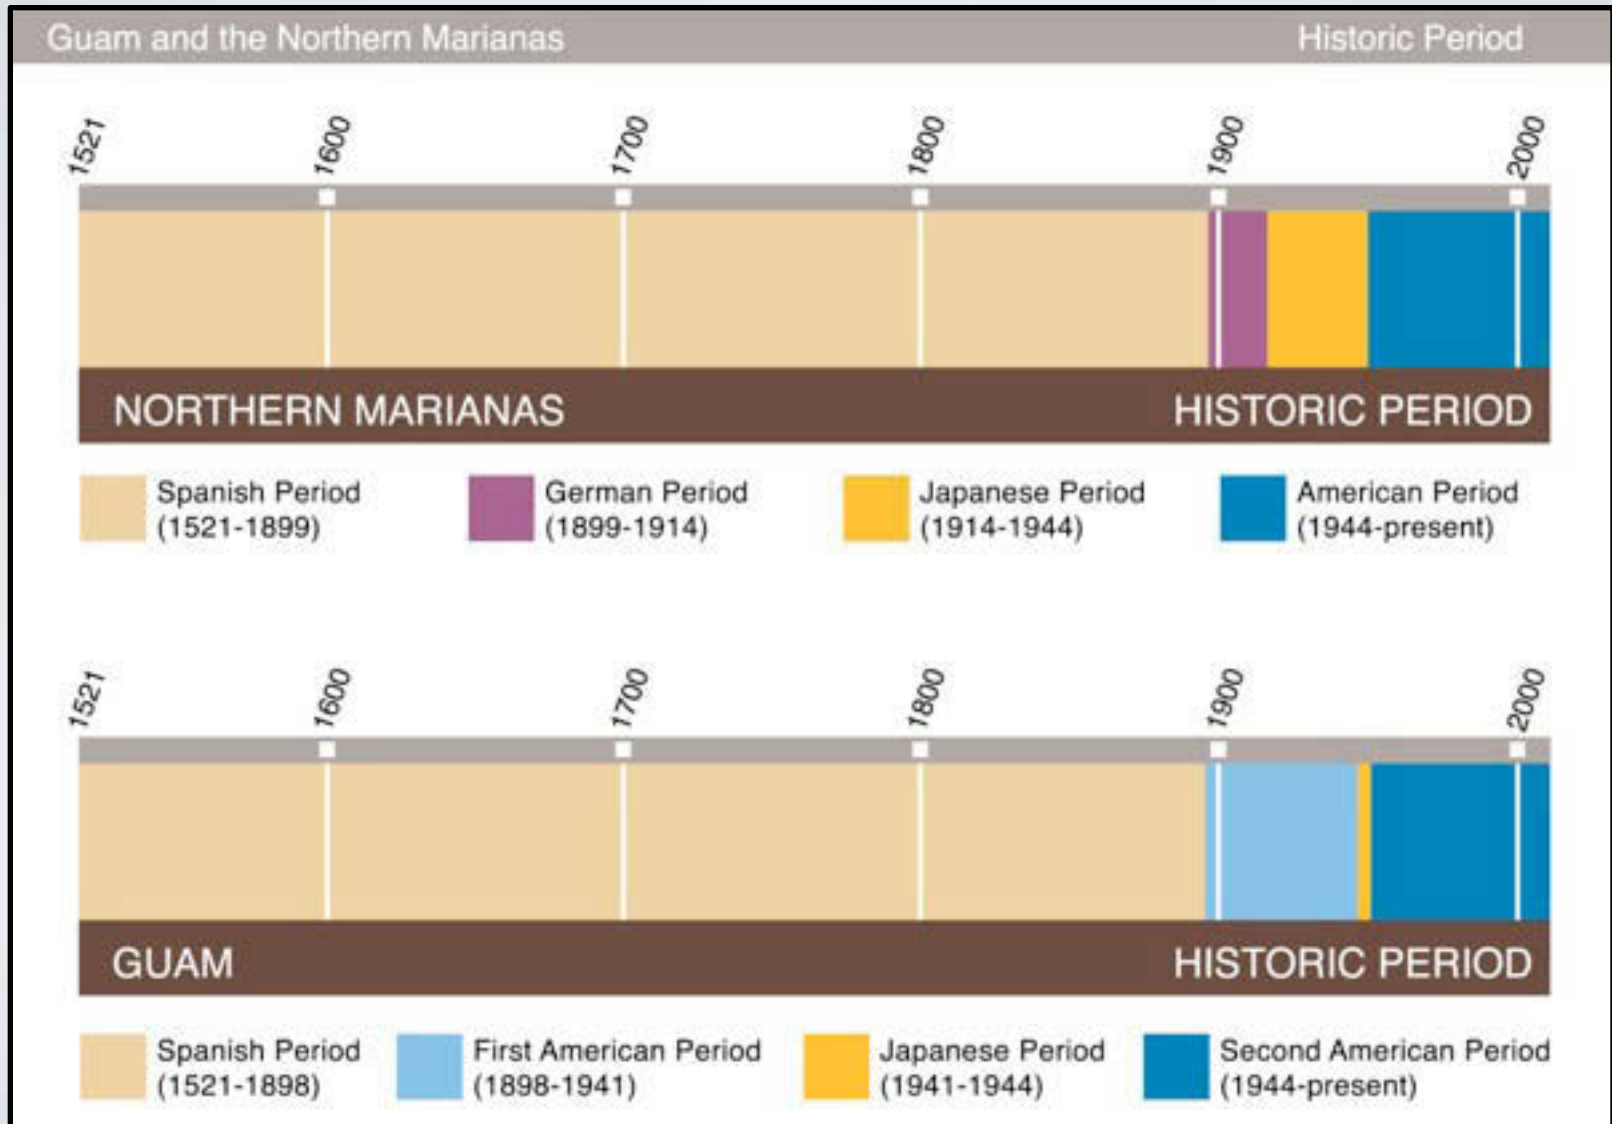 Guam and the Northern Marianas Historic Period
1521 1600 1700 1800 1900 2000
NORTHERN MARIANAS HISTORIC PERIOD
Spanish Period German Period Japanese Period American Period
(1521-1899) (1899-1914) (1914-1944) (1944-present)
1521 1600 1700 1800 1900 2000
GUAM HISTORIC PERIOD
Spanish Period First American Period Japanese Period Second American Period
(1521-1898) (1898-1941) (1941-1944) (1944-present)